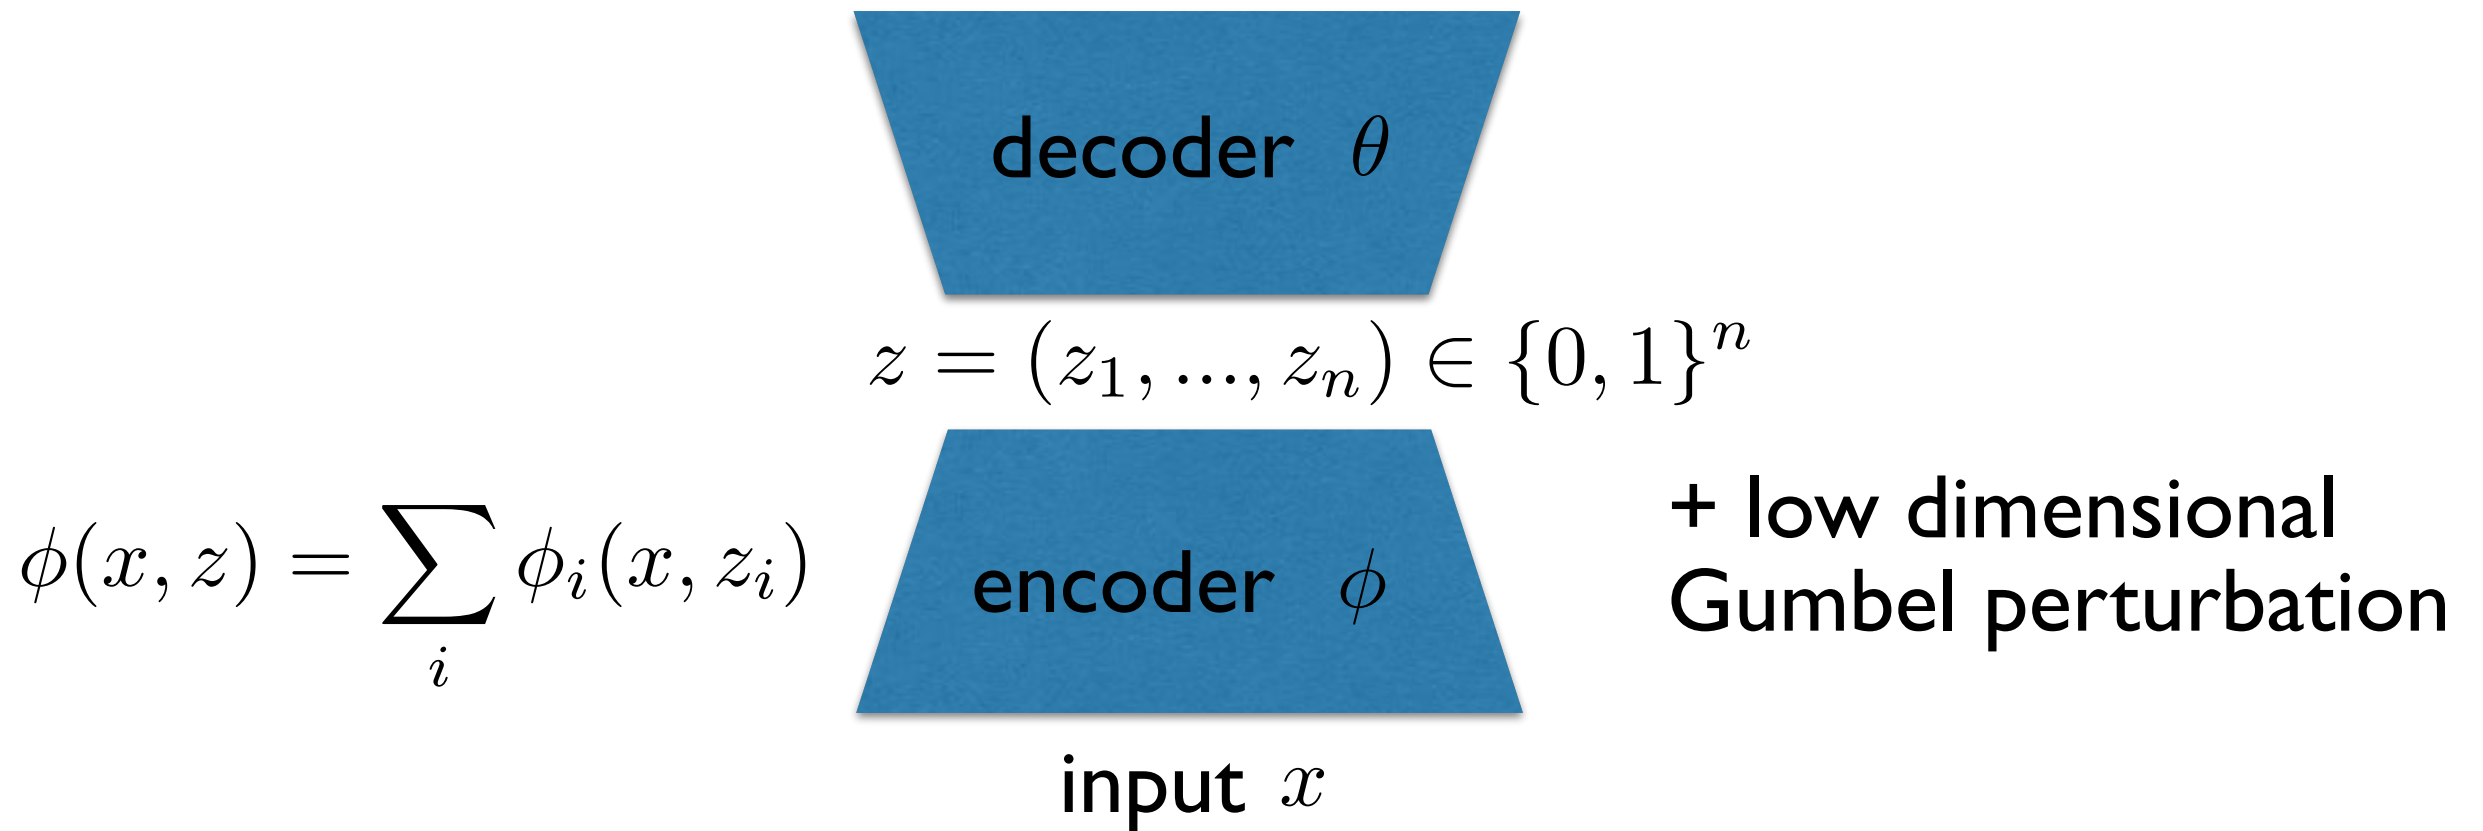 decoder θ
z = (z_1, ..., z_n) ∈ {0, 1}^n
ϕ(x, z) = ∑_i ϕ_i(x, z_i)
encoder ϕ
+ low dimensional
Gumbel perturbation
input x